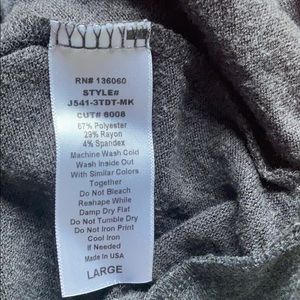 RN# 136060
STYLE#
J541-3TDT-MK
CUT# 6008
67% Polyester
29% Rayon
4% Spandex
Machine Wash Cold
Wash Inside Out
With Similar Colors
Together
Do Not Bleach
Reshape While
Damp Dry Flat
Do Not Tumble Dry
Do Not Iron Print
Cool Iron
If Needed
Made In USA
LARGE